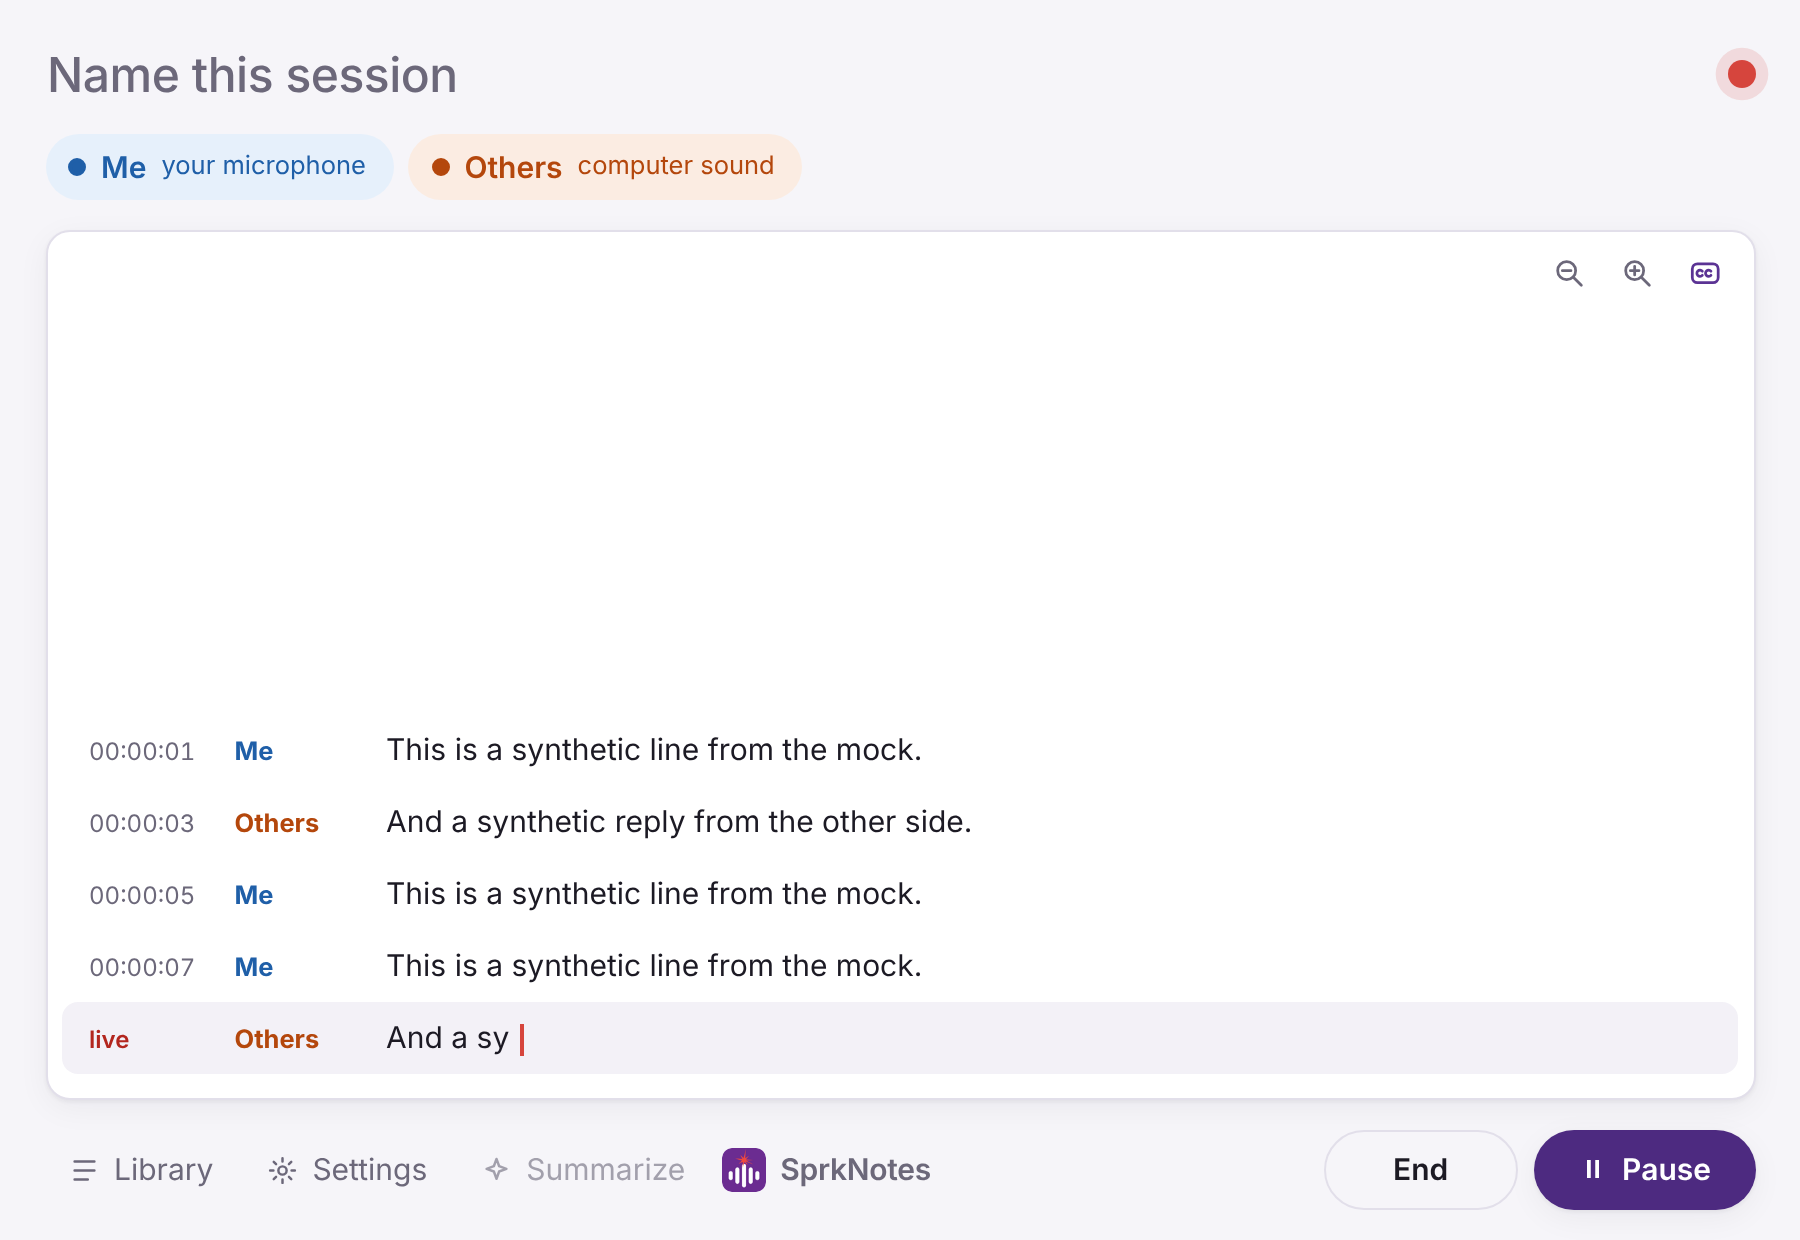 Name this session
Me your microphone Others computer sound
CC
00:00:01 Me This is a synthetic line from the mock.
00:00:03 Others And a synthetic reply from the other side.
00:00:05 Me This is a synthetic line from the mock.
00:00:07 Me This is a synthetic line from the mock.
live Others And a sy
Library Settings Summarize SprkNotes End Pause